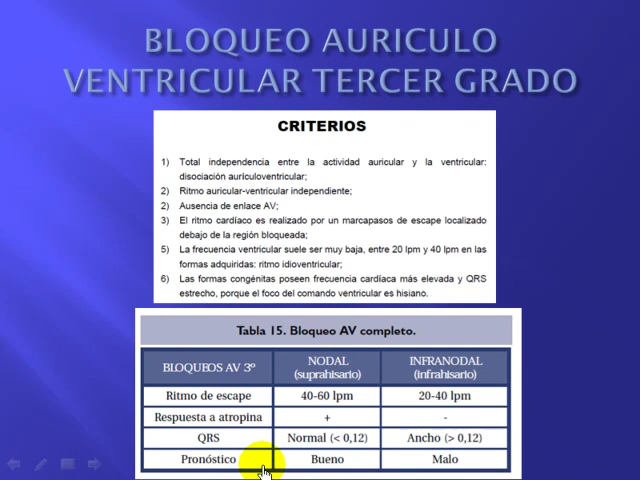 BLOQUEO AURICULO
VENTRICULAR TERCER GRADO
CRITERIOS
1) Total independencia entre la actividad auricular y la ventricular:
disociación aurículoventricular;
2) Ritmo auricular-ventricular independiente;
2) Ausencia de enlace AV;
3) El ritmo cardíaco es realizado por un marcapasos de escape localizado
debajo de la región bloqueada;
5) La frecuencia ventricular suele ser muy baja, entre 20 lpm y 40 lpm en las
formas adquiridas: ritmo idioventricular;
6) Las formas congénitas poseen frecuencia cardíaca más elevada y QRS
estrecho, porque el foco del comando ventricular es hisiano.
Tabla 15. Bloqueo AV completo.
BLOQUEOS AV 3º NODAL (suprahisario) INFRANODAL (infrahisario)
Ritmo de escape 40-60 lpm 20-40 lpm
Respuesta a atropina + -
QRS Normal (< 0,12) Ancho (> 0,12)
Pronóstico Bueno Malo